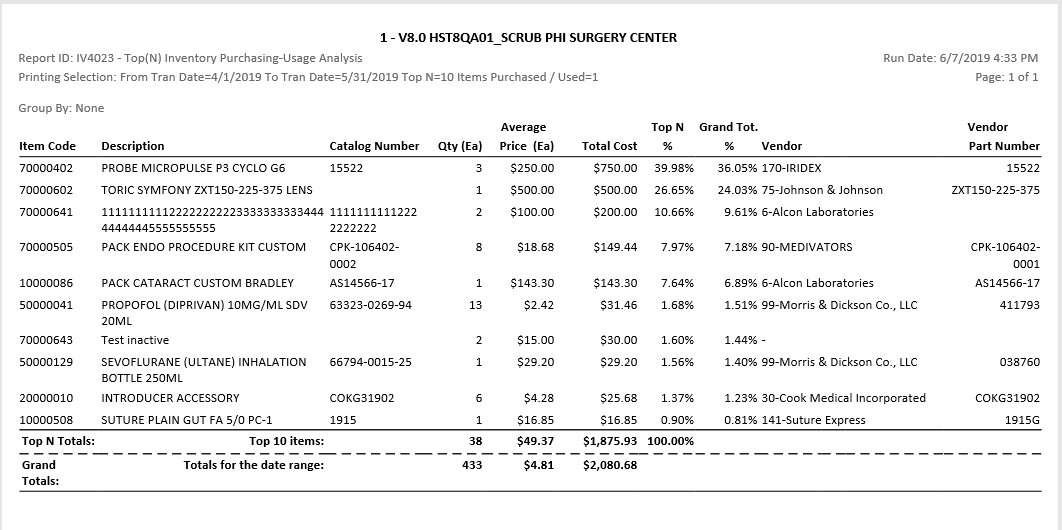 1 - V8.0 HST8QA01_SCRUB PHI SURGERY CENTER
Report ID: IV4023 - Top(N) Inventory Purchasing-Usage Analysis Run Date: 6/7/2019 4:33 PM
Printing Selection: From Tran Date=4/1/2019 To Tran Date=5/31/2019 Top N=10 Items Purchased / Used=1 Page: 1 of 1
Group By: None
Average Top N Grand Tot. Vendor
Item Code Description Catalog Number Qty (Ea) Price (Ea) Total Cost % % Vendor Part Number
70000402 PROBE MICROPULSE P3 CYCLO G6 15522 3 $250.00 $750.00 39.98% 36.05% 170-IRIDEX 15522
70000602 TORIC SYMFONY ZXT150-225-375 LENS 1 $500.00 $500.00 26.65% 24.03% 75-Johnson & Johnson ZXT150-225-375
70000641 111111111122222222223333333333444 1111111111222 2 $100.00 $200.00 10.66% 9.61% 6-Alcon Laboratories
44444445555555555 2222222
70000505 PACK ENDO PROCEDURE KIT CUSTOM CPK-106402- 8 $18.68 $149.44 7.97% 7.18% 90-MEDIVATORS CPK-106402-
0002 0001
10000086 PACK CATARACT CUSTOM BRADLEY AS14566-17 1 $143.30 $143.30 7.64% 6.89% 6-Alcon Laboratories AS14566-17
50000041 PROPOFOL (DIPRIVAN) 10MG/ML SDV 63323-0269-94 13 $2.42 $31.46 1.68% 1.51% 99-Morris & Dickson Co., LLC 411793
20ML
70000643 Test inactive 2 $15.00 $30.00 1.60% 1.44% -
50000129 SEVOFLURANE (ULTANE) INHALATION 66794-0015-25 1 $29.20 $29.20 1.56% 1.40% 99-Morris & Dickson Co., LLC 038760
BOTTLE 250ML
20000010 INTRODUCER ACCESSORY COKG31902 6 $4.28 $25.68 1.37% 1.23% 30-Cook Medical Incorporated COKG31902
10000508 SUTURE PLAIN GUT FA 5/0 PC-1 1915 1 $16.85 $16.85 0.90% 0.81% 141-Suture Express 1915G
Top N Totals: Top 10 items: 38 $49.37 $1,875.93 100.00%
Grand Totals for the date range: 433 $4.81 $2,080.68
Totals: